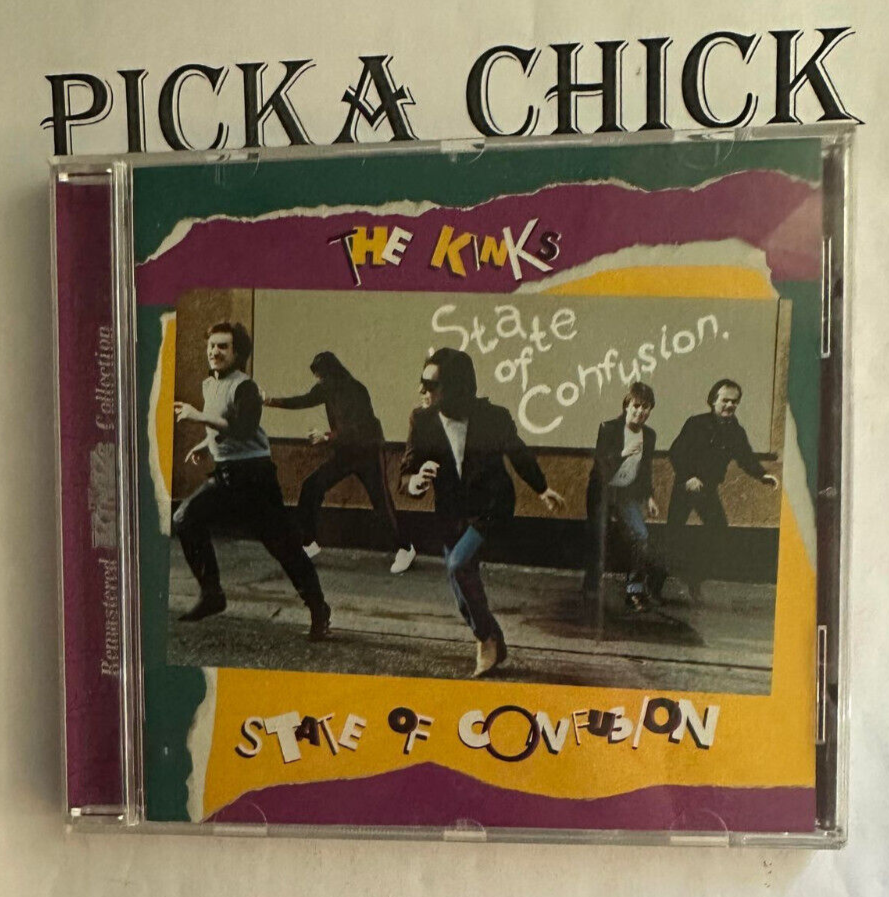 PICK A CHICK
THE KINKS
State
of
Confusion.
STATE OF CONFUSION
Remastered KINKS Collection